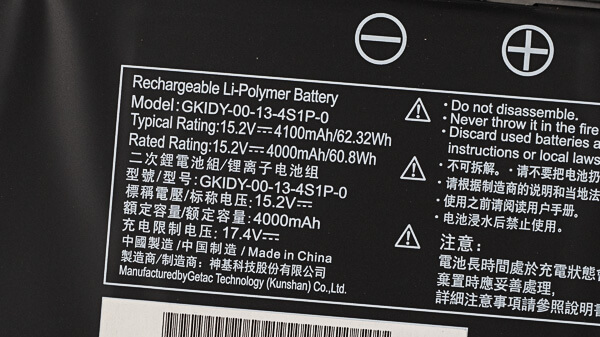 Rechargeable Li-Polymer Battery
Model:GKIDY-00-13-4S1P-0
Typical Rating:15.2V⎓ 4100mAh/62.32Wh
Rated Rating:15.2V⎓ 4000mAh/60.8Wh
二次鋰電池組/锂离子电池组
型號/型号:GKIDY-00-13-4S1P-0
標稱電壓/标称电压:15.2V⎓
額定容量/额定容量:4000mAh
充电限制电压:17.4V⎓
中國製造/中国制造/Made in China
製造商/制造商:神基科技股份有限公司
ManufacturedbyGetac Technology (Kunshan) Co.,Ltd.
· Do not disassemble.
· Never throw it in the fire
· Discard used batteries a
instructions or local laws
·不可拆解。·请不要把电池扔
·请根据制造商的说明和当地法
·使用之前请阅读用户手册。
·电池浸水后禁止使用。
注意:
電池長時間處於充電狀態會
棄置時應妥善處理,
詳細注意事項請參照說明書